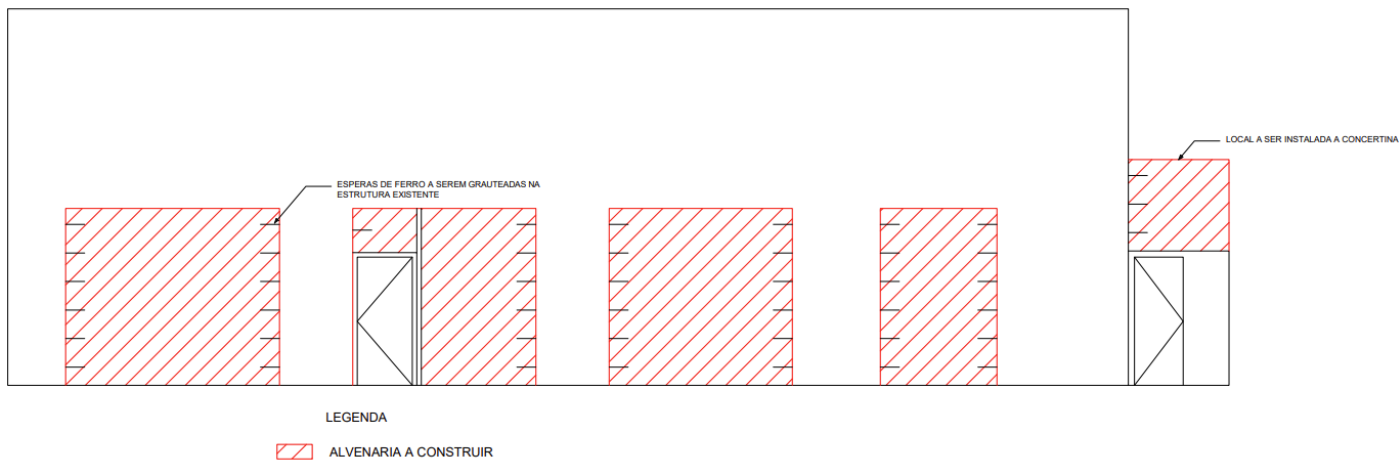 LOCAL A SER INSTALADA A CONCERTINA
ESPERAS DE FERRO A SEREM GRAUTEADAS NA
ESTRUTURA EXISTENTE
LEGENDA
ALVENARIA A CONSTRUIR